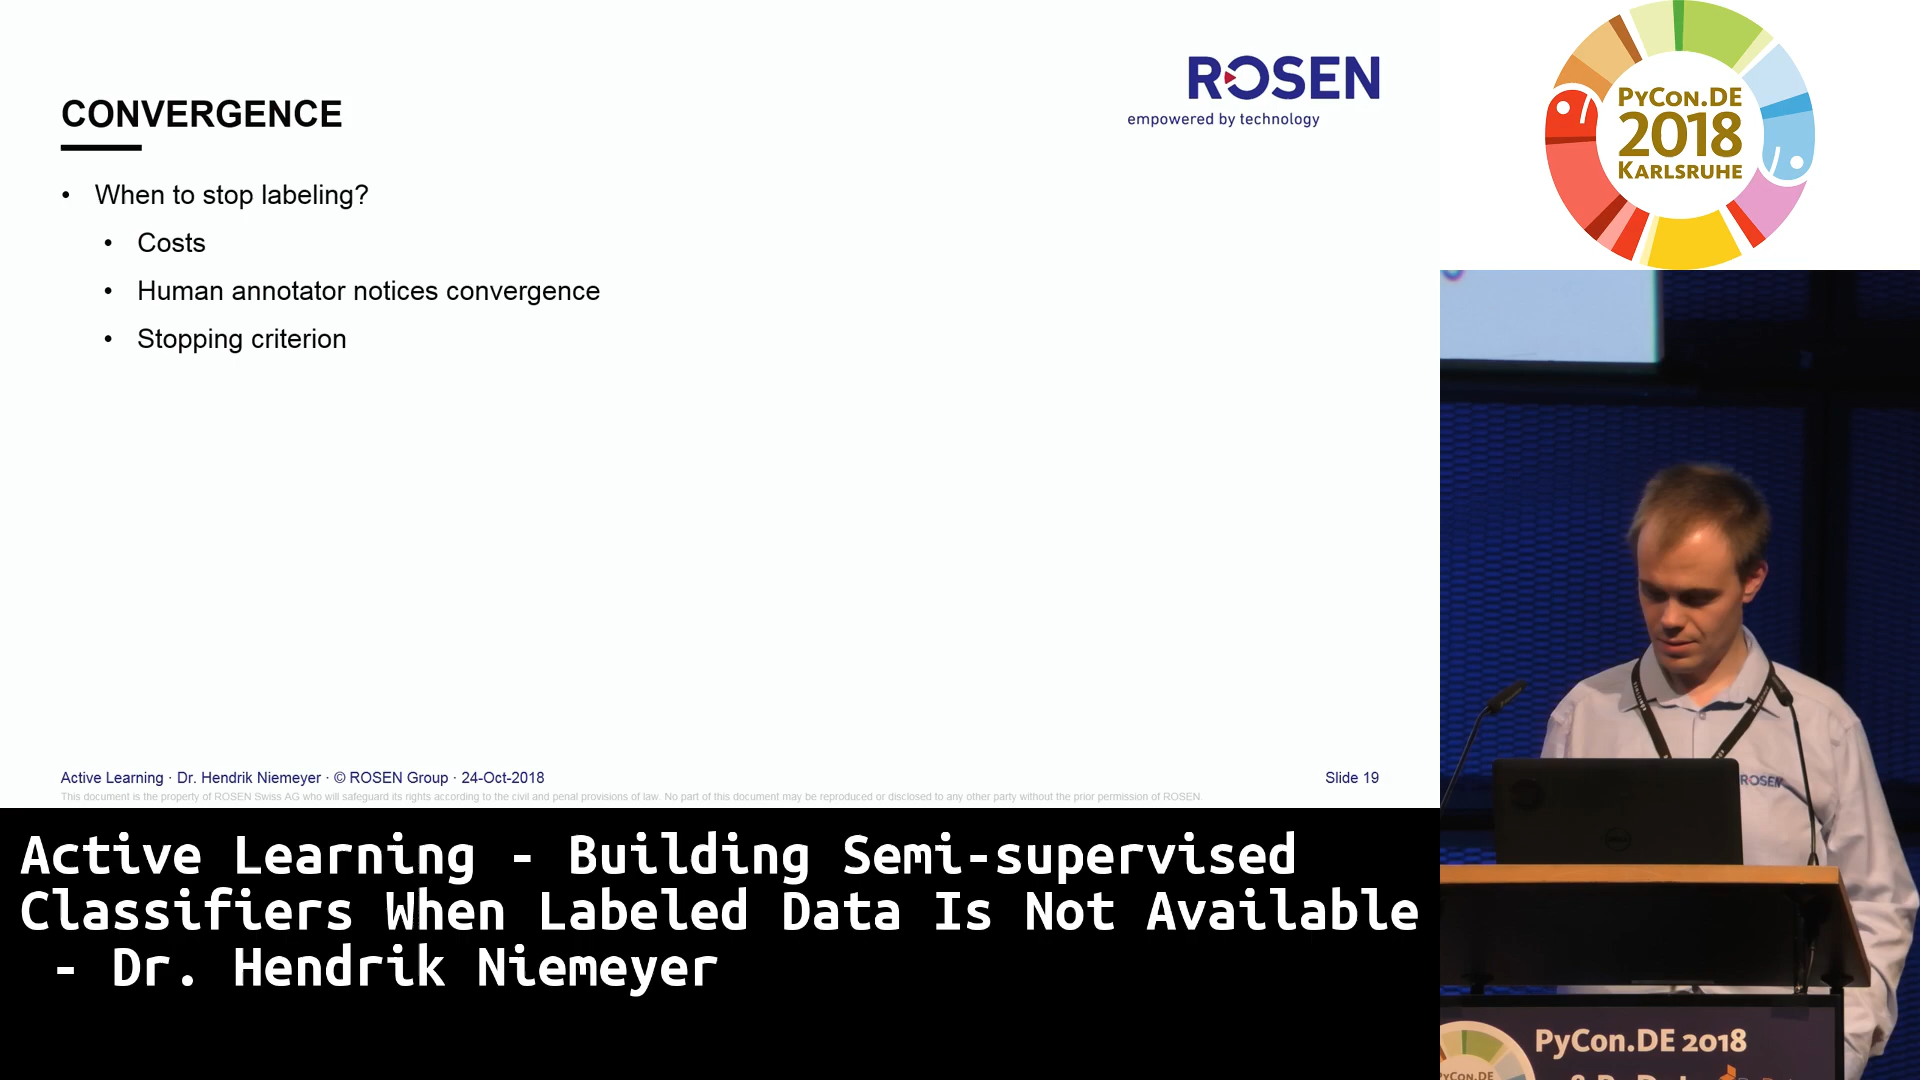 CONVERGENCE
ROSEN
empowered by technology
• When to stop labeling?
• Costs
• Human annotator notices convergence
• Stopping criterion
Active Learning · Dr. Hendrik Niemeyer · © ROSEN Group · 24-Oct-2018
Slide 19
This document is the property of ROSEN Swiss AG who will safeguard its rights according to the civil and penal provisions of law. No part of this document may be reproduced or disclosed to any other party without the prior permission of ROSEN.
PYCON.DE
2018
KARLSRUHE
ROSEN
PyCon.DE 2018
PYCON.DE
Active Learning - Building Semi-supervised
Classifiers When Labeled Data Is Not Available
- Dr. Hendrik Niemeyer